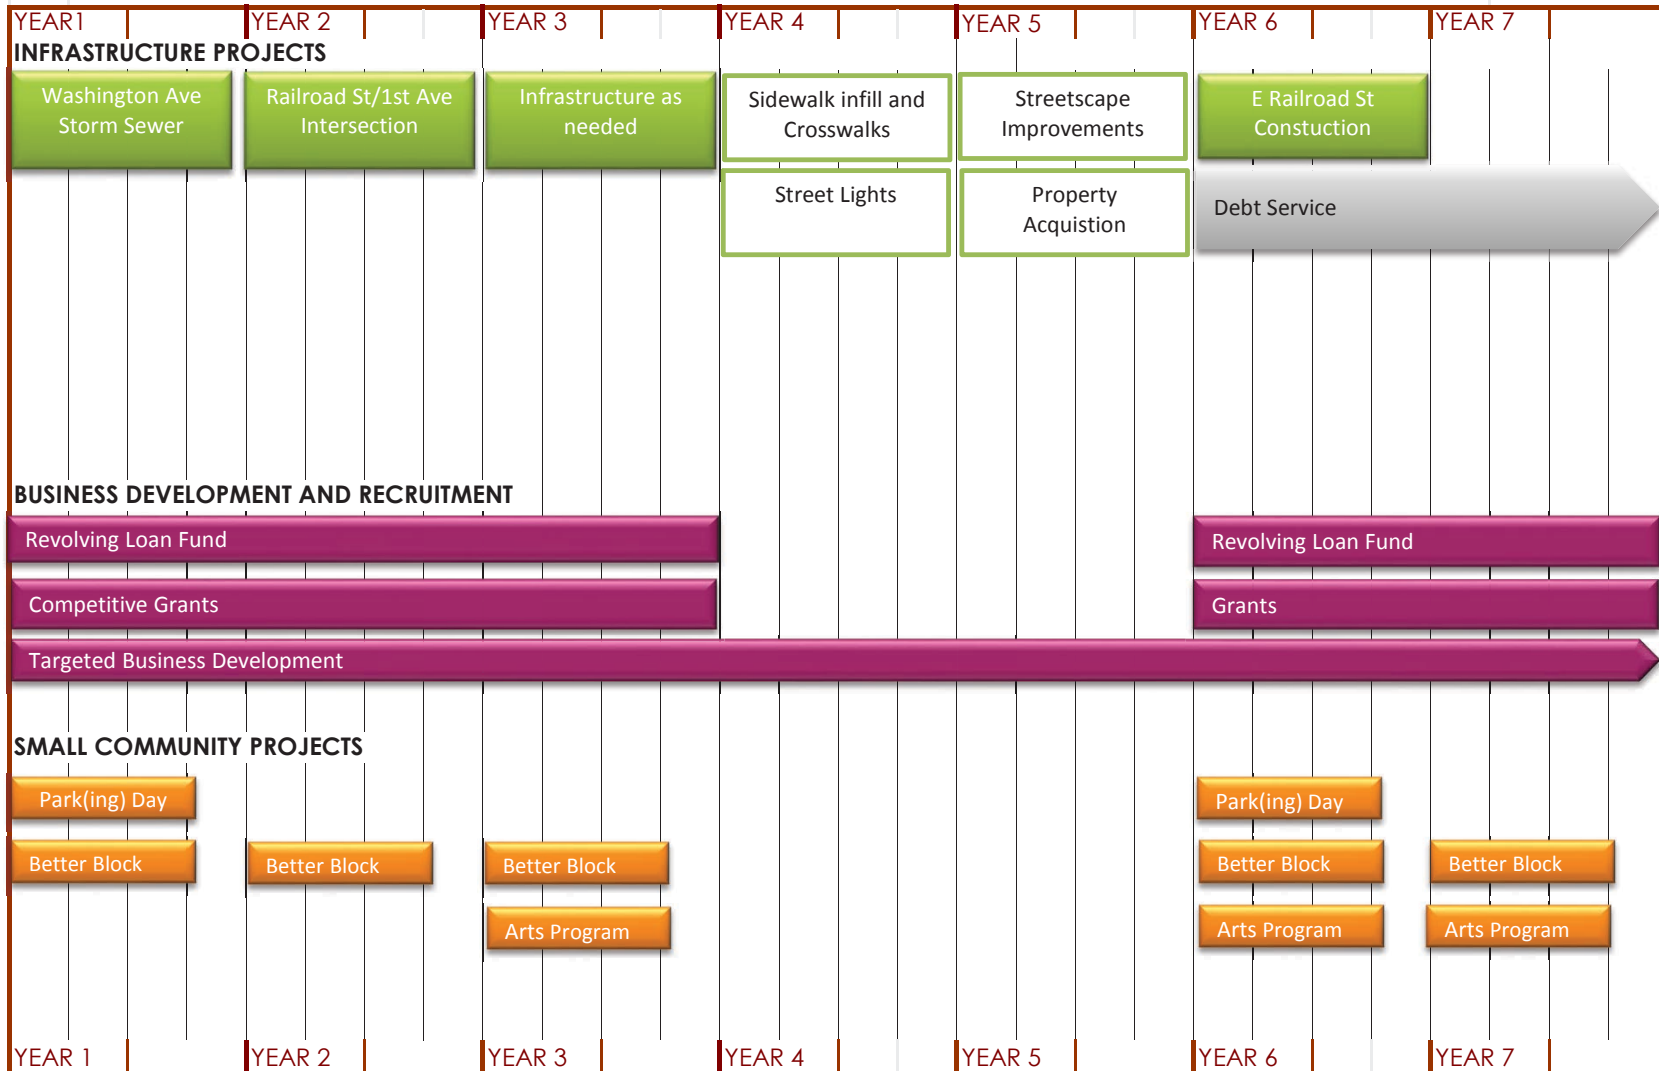 YEAR1 YEAR 2 YEAR 3 YEAR 4 YEAR 5 YEAR 6 YEAR 7
INFRASTRUCTURE PROJECTS
Washington Ave
Storm Sewer
Railroad St/1st Ave
Intersection
Infrastructure as
needed
Sidewalk infill and
Crosswalks
Streetscape
Improvements
E Railroad St
Constuction
Street Lights
Property
Acquistion
Debt Service
BUSINESS DEVELOPMENT AND RECRUITMENT
Revolving Loan Fund
Revolving Loan Fund
Competitive Grants
Grants
Targeted Business Development
SMALL COMMUNITY PROJECTS
Park(ing) Day
Park(ing) Day
Better Block
Better Block
Better Block
Better Block
Better Block
Arts Program
Arts Program
Arts Program
YEAR 1 YEAR 2 YEAR 3 YEAR 4 YEAR 5 YEAR 6 YEAR 7